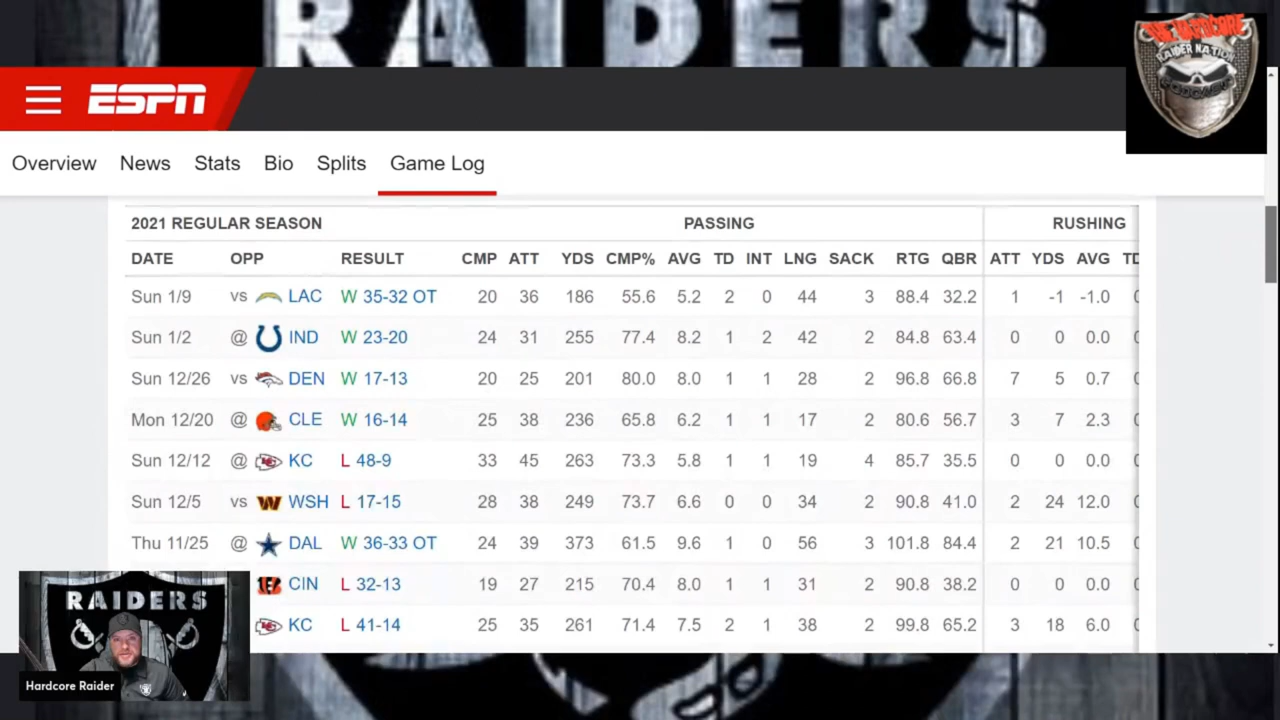 RAIDERS
THE HARDCORE
RAIDER NATION
ESPN
Overview News Stats Bio Splits Game Log
2021 REGULAR SEASON PASSING RUSHING
DATE OPP RESULT CMP ATT YDS CMP% AVG TD INT LNG SACK RTG QBR ATT YDS AVG TD
Sun 1/9 vs LAC W 35-32 OT 20 36 186 55.6 5.2 2 0 44 3 88.4 32.2 1 -1 -1.0
Sun 1/2 @ IND W 23-20 24 31 255 77.4 8.2 1 2 42 2 84.8 63.4 0 0 0.0
Sun 12/26 vs DEN W 17-13 20 25 201 80.0 8.0 1 1 28 2 96.8 66.8 7 5 0.7
Mon 12/20 @ CLE W 16-14 25 38 236 65.8 6.2 1 1 17 2 80.6 56.7 3 7 2.3
Sun 12/12 @ KC L 48-9 33 45 263 73.3 5.8 1 1 19 4 85.7 35.5 0 0 0.0
Sun 12/5 vs WSH L 17-15 28 38 249 73.7 6.6 0 0 34 2 90.8 41.0 2 24 12.0
Thu 11/25 @ DAL W 36-33 OT 24 39 373 61.5 9.6 1 0 56 3 101.8 84.4 2 21 10.5
CIN L 32-13 19 27 215 70.4 8.0 1 1 31 2 90.8 38.2 0 0 0.0
KC L 41-14 25 35 261 71.4 7.5 2 1 38 2 99.8 65.2 3 18 6.0
RAIDERS
Hardcore Raider